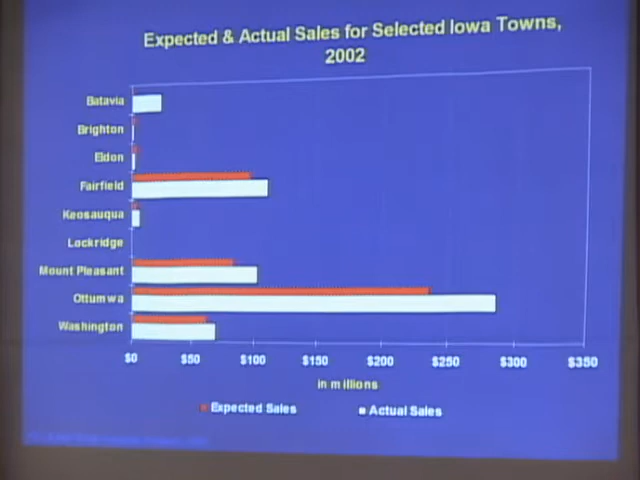 Expected & Actual Sales for Selected Iowa Towns,
2002
Batavia
Brighton
Eldon
Fairfield
Keosauqua
Lockridge
Mount Pleasant
Ottumwa
Washington
$0 $50 $100 $150 $200 $250 $300 $350
in millions
Expected Sales Actual Sales